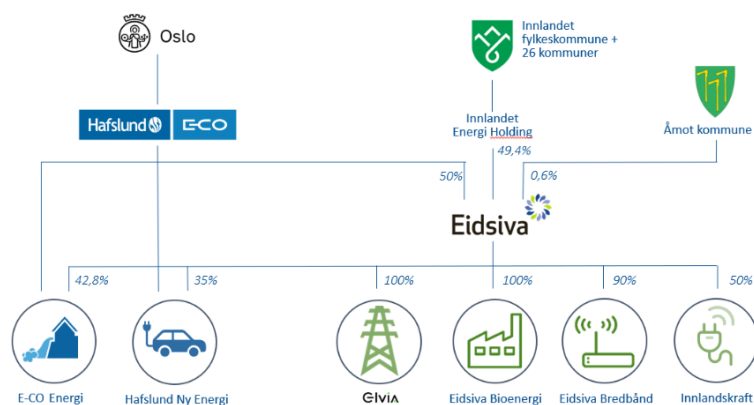 Oslo
Innlandet
fylkeskommune +
26 kommuner
Hafslund E-CO
Innlandet
Energi Holding
Åmot kommune
49,4%
50%
0,6%
Eidsiva
42,8%
35%
100%
100%
90%
50%
E-CO Energi
Hafslund Ny Energi
Elvia
Eidsiva Bioenergi
Eidsiva Bredbånd
Innlandskraft